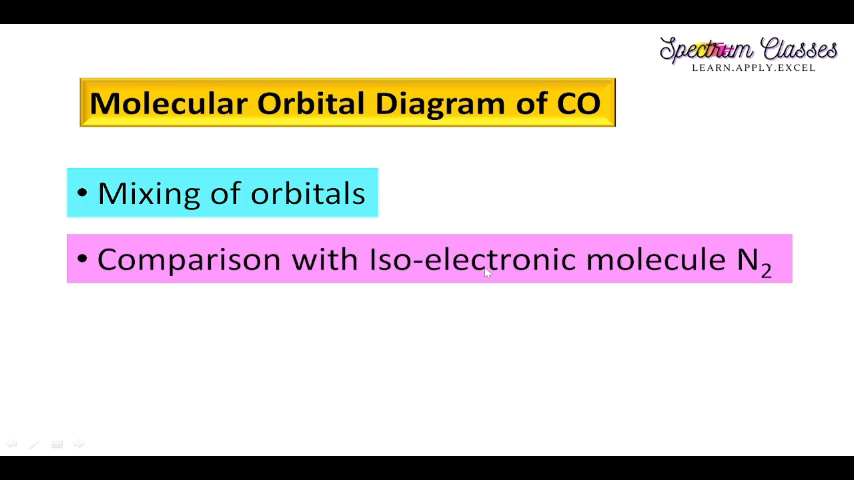 Spectrum Classes
LEARN.APPLY.EXCEL
Molecular Orbital Diagram of CO
• Mixing of orbitals
• Comparison with Iso-electronic molecule N₂